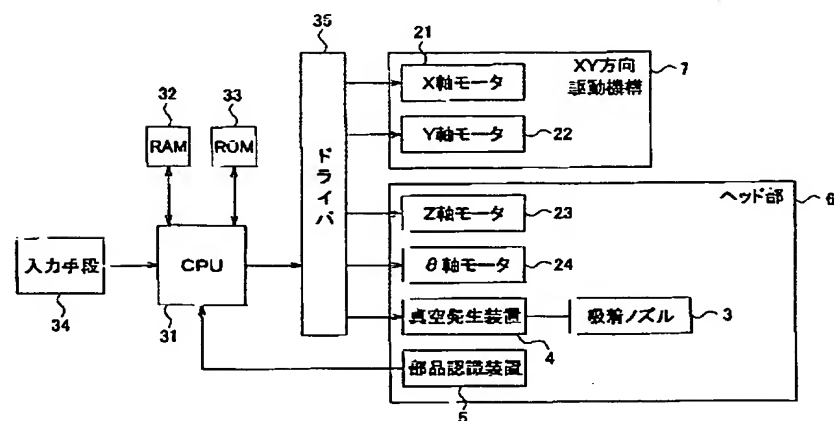 35
21
XY方向
駆動機構
7
X軸モータ
32
33
RAM
ROM
Y軸モータ
22
ドライバ
ヘッド部
6
Z軸モータ
23
入力手段
34
CPU
31
θ軸モータ
24
真空発生装置
4
吸着ノズル
3
部品認識装置
5